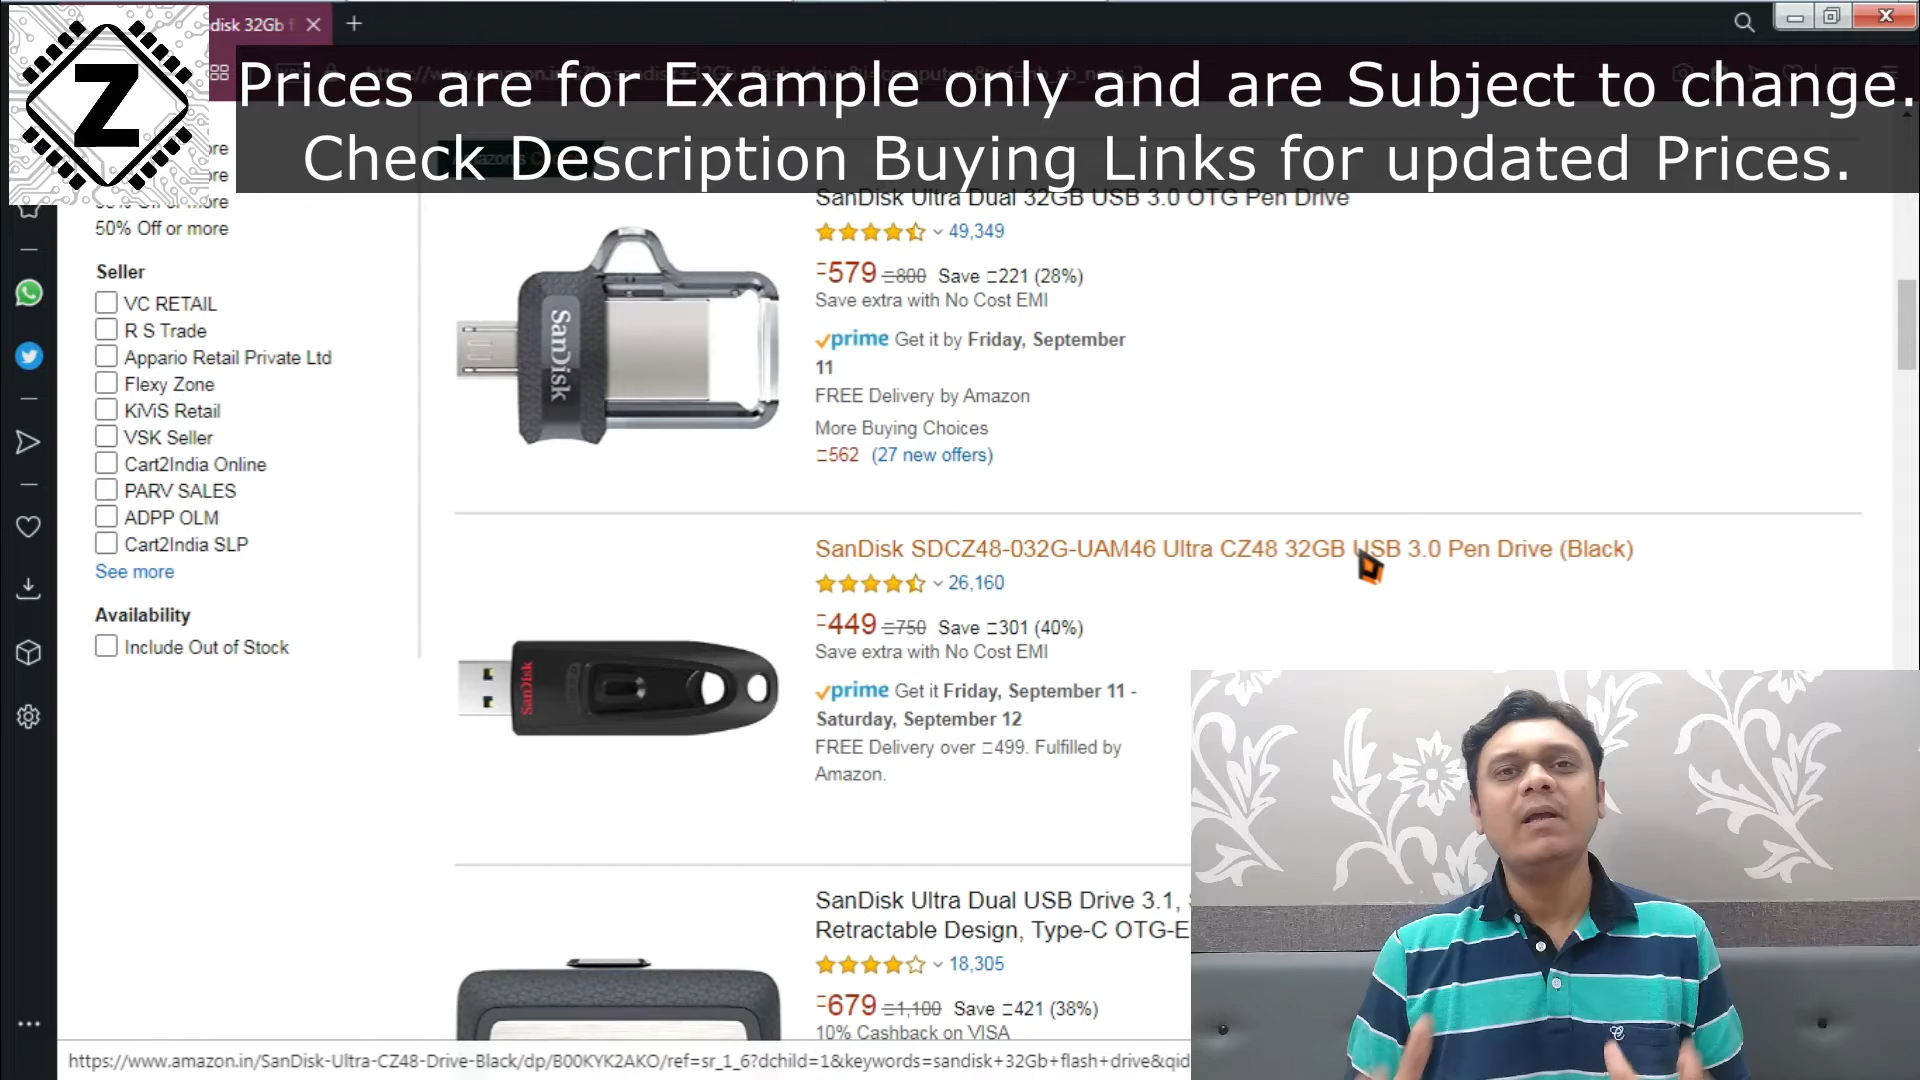 disk 32Gb f
Z
Prices are for Example only and are Subject to change.
Check Description Buying Links for updated Prices.
50% Off or more
Seller
VC RETAIL
R S Trade
Appario Retail Private Ltd
Flexy Zone
KiViS Retail
VSK Seller
Cart2India Online
PARV SALES
ADPP OLM
Cart2India SLP
See more
Availability
Include Out of Stock
SanDisk Ultra Dual 32GB USB 3.0 OTG Pen Drive
49,349
579 800 Save 221 (28%)
Save extra with No Cost EMI
prime Get it by Friday, September
11
FREE Delivery by Amazon
More Buying Choices
562 (27 new offers)
SanDisk
SanDisk SDCZ48-032G-UAM46 Ultra CZ48 32GB USB 3.0 Pen Drive (Black)
26,160
449 750 Save 301 (40%)
Save extra with No Cost EMI
prime Get it Friday, September 11 -
Saturday, September 12
FREE Delivery over 499. Fulfilled by
Amazon.
SanDisk
SanDisk Ultra Dual USB Drive 3.1,
Retractable Design, Type-C OTG-E
18,305
679 1,100 Save 421 (38%)
10% Cashback on VISA
https://www.amazon.in/SanDisk-Ultra-CZ48-Drive-Black/dp/B00KYK2AKO/ref=sr_1_6?dchild=1&keywords=sandisk+32Gb+flash+drive&qid